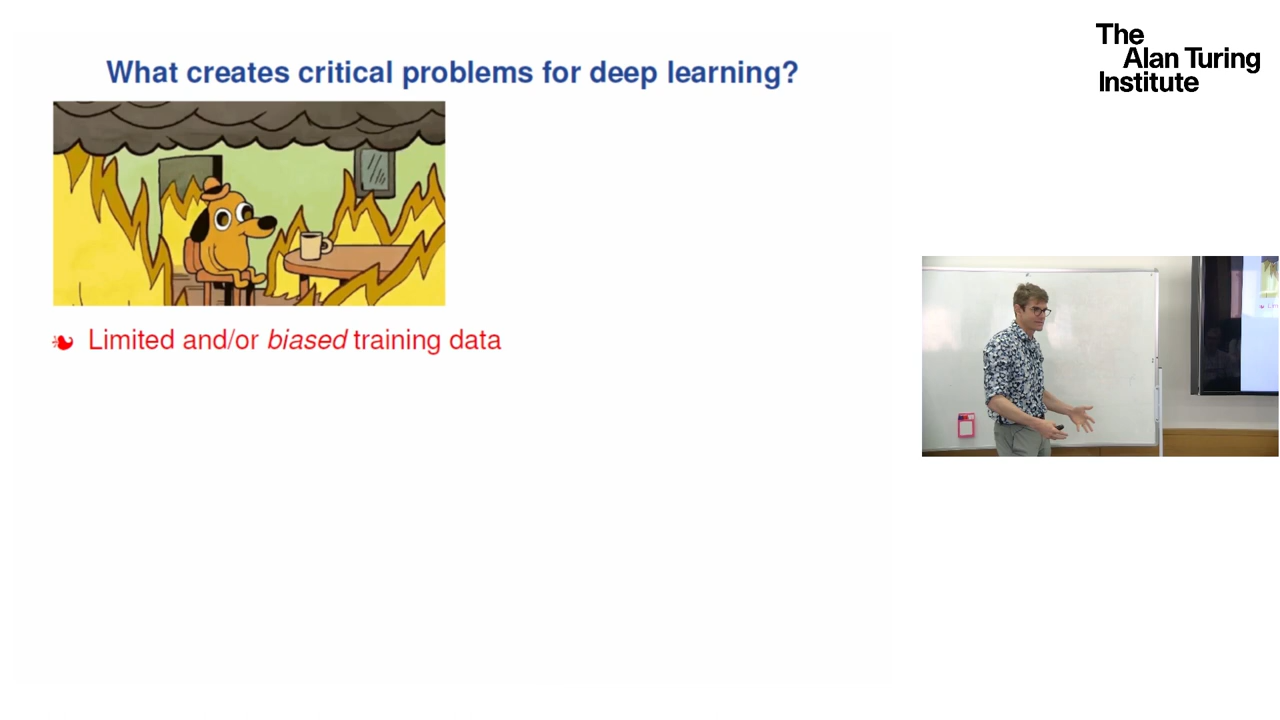 What creates critical problems for deep learning?
Limited and/or biased training data
The
Alan Turing
Institute